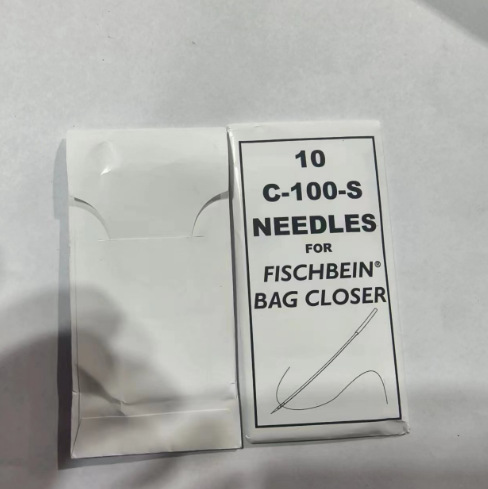 10
C-100-S
NEEDLES
FOR
FISCHBEIN®
BAG CLOSER